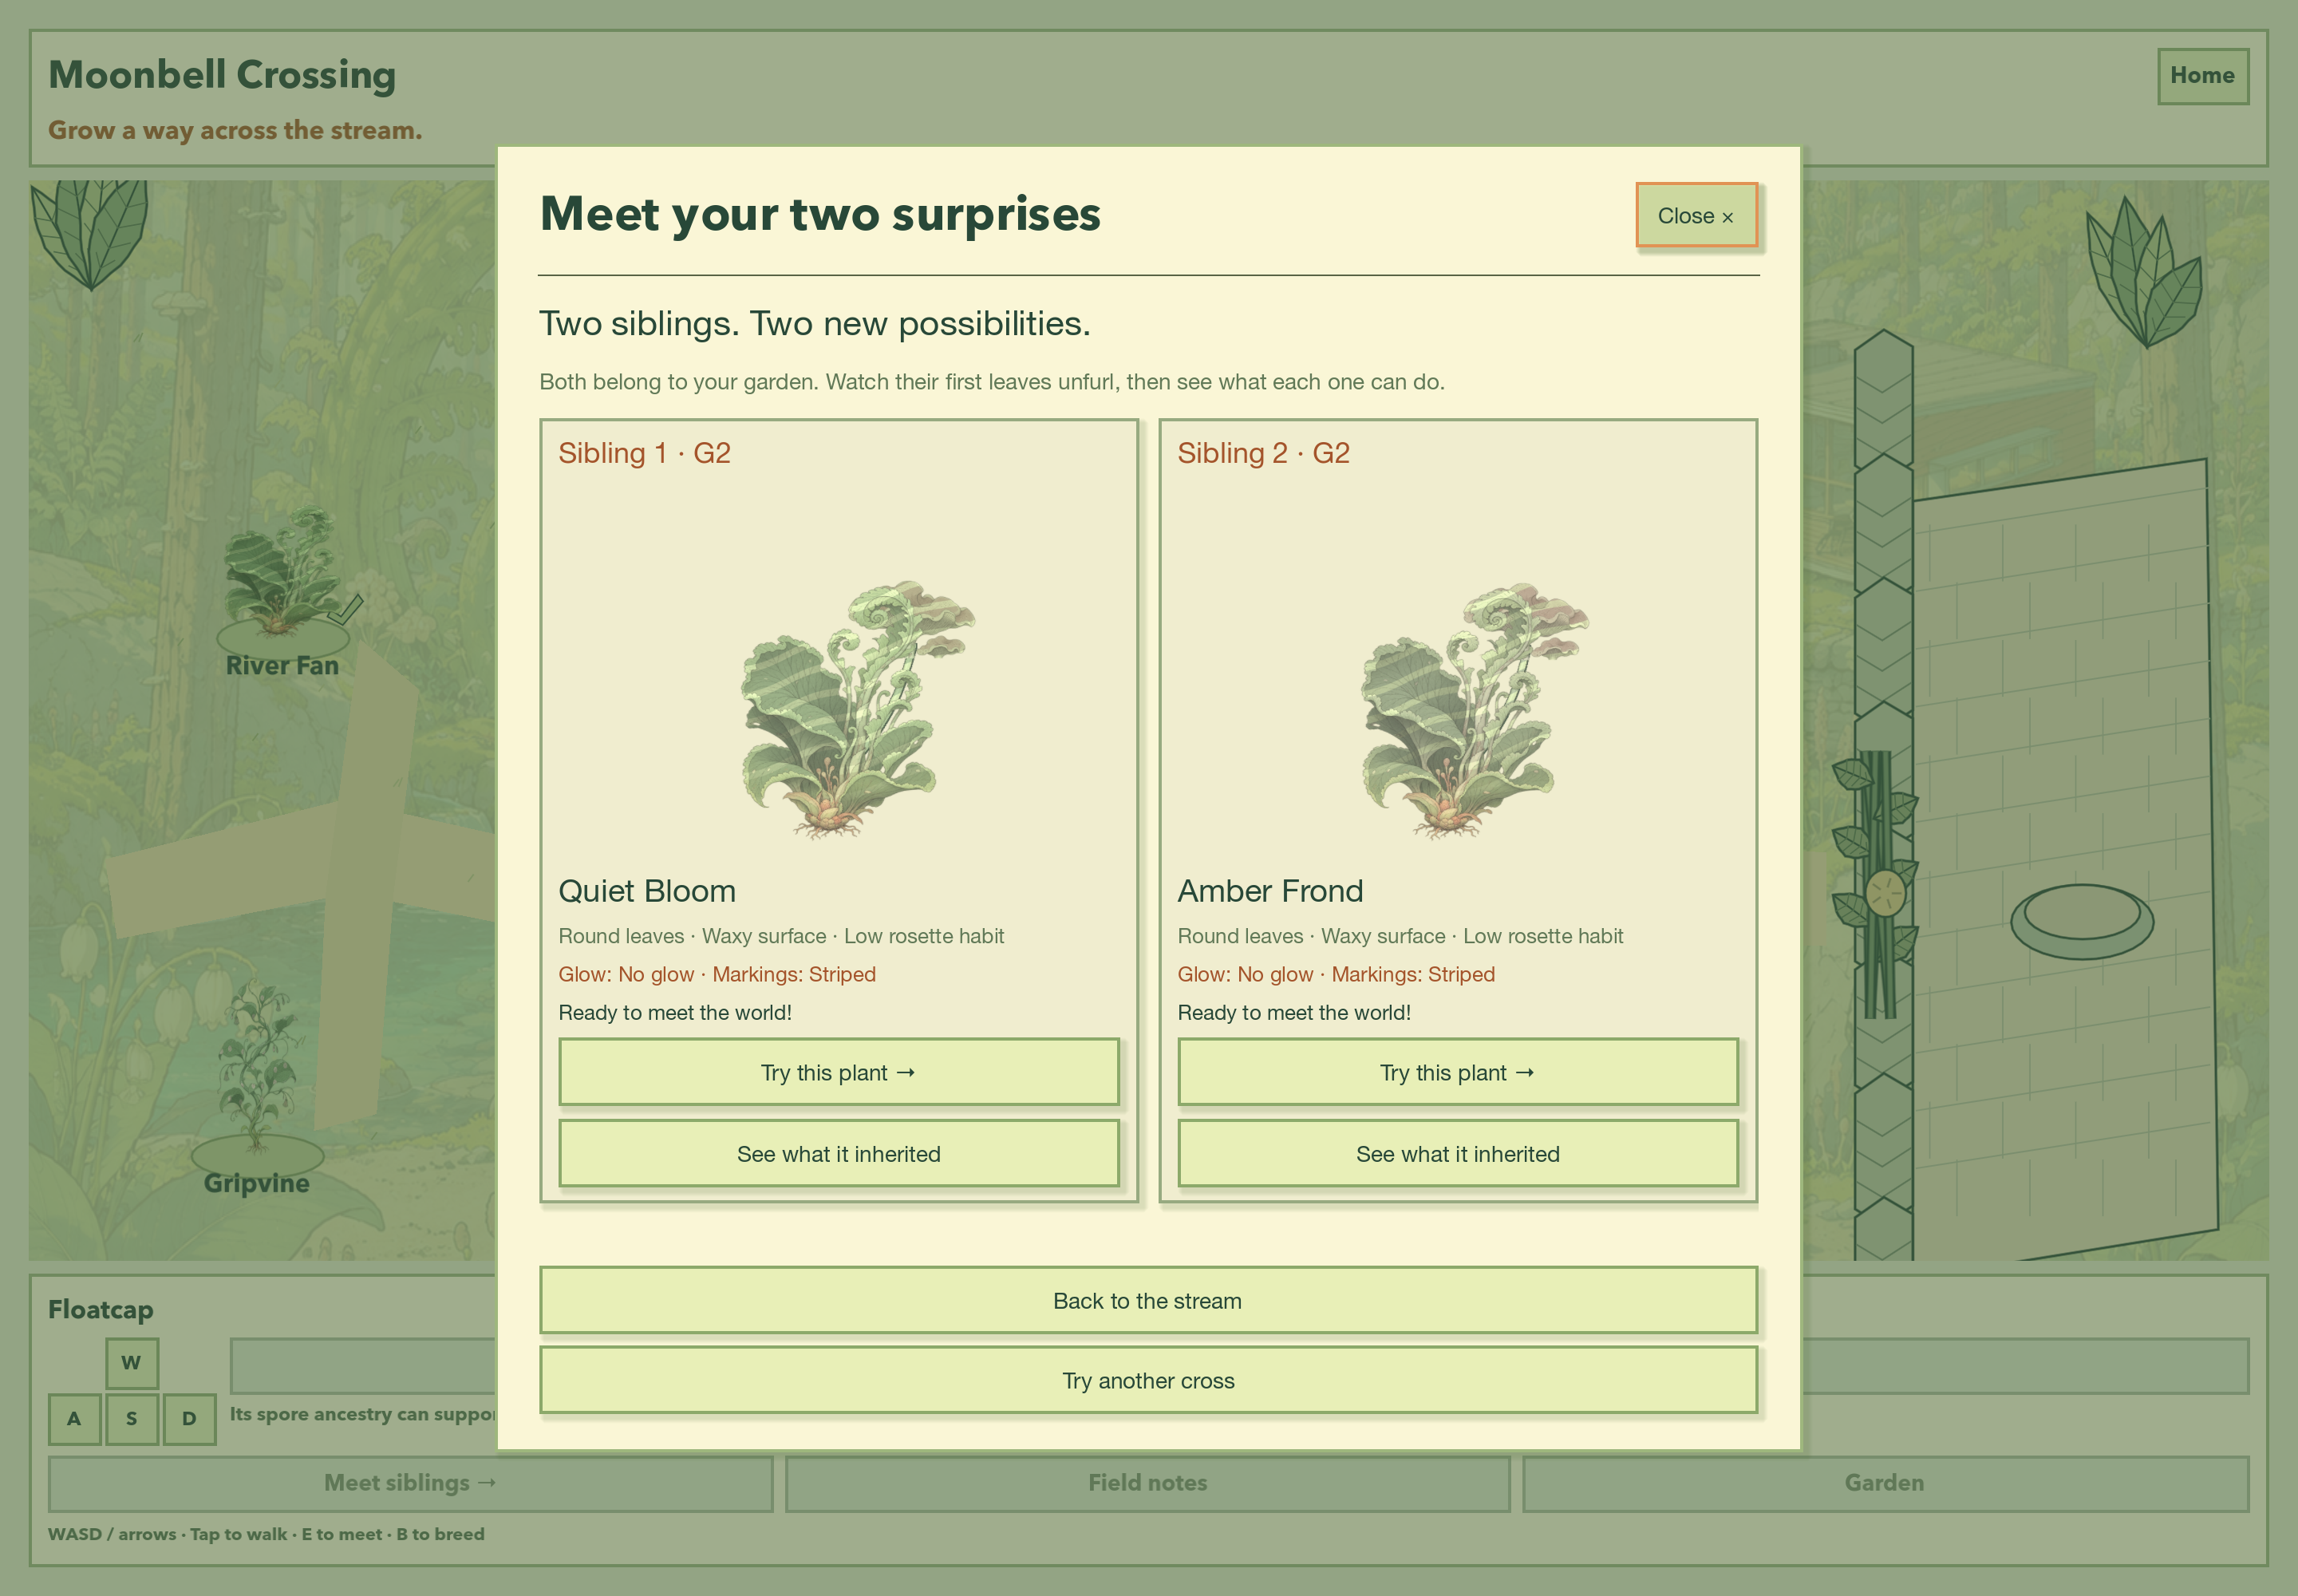 Moonbell Crossing
Home
Grow a way across the stream.
Meet your two surprises
Close ×
Two siblings. Two new possibilities.
Both belong to your garden. Watch their first leaves unfurl, then see what each one can do.
Sibling 1 · G2
Sibling 2 · G2
River Fan
Quiet Bloom
Amber Frond
Round leaves · Waxy surface · Low rosette habit
Round leaves · Waxy surface · Low rosette habit
Glow: No glow · Markings: Striped
Glow: No glow · Markings: Striped
Ready to meet the world!
Ready to meet the world!
Try this plant →
Try this plant →
See what it inherited
See what it inherited
Gripvine
Back to the stream
Try another cross
Floatcap
W
A S D
Its spore ancestry can
Meet siblings →
Field notes
Garden
WASD / arrows · Tap to walk · E to meet · B to breed